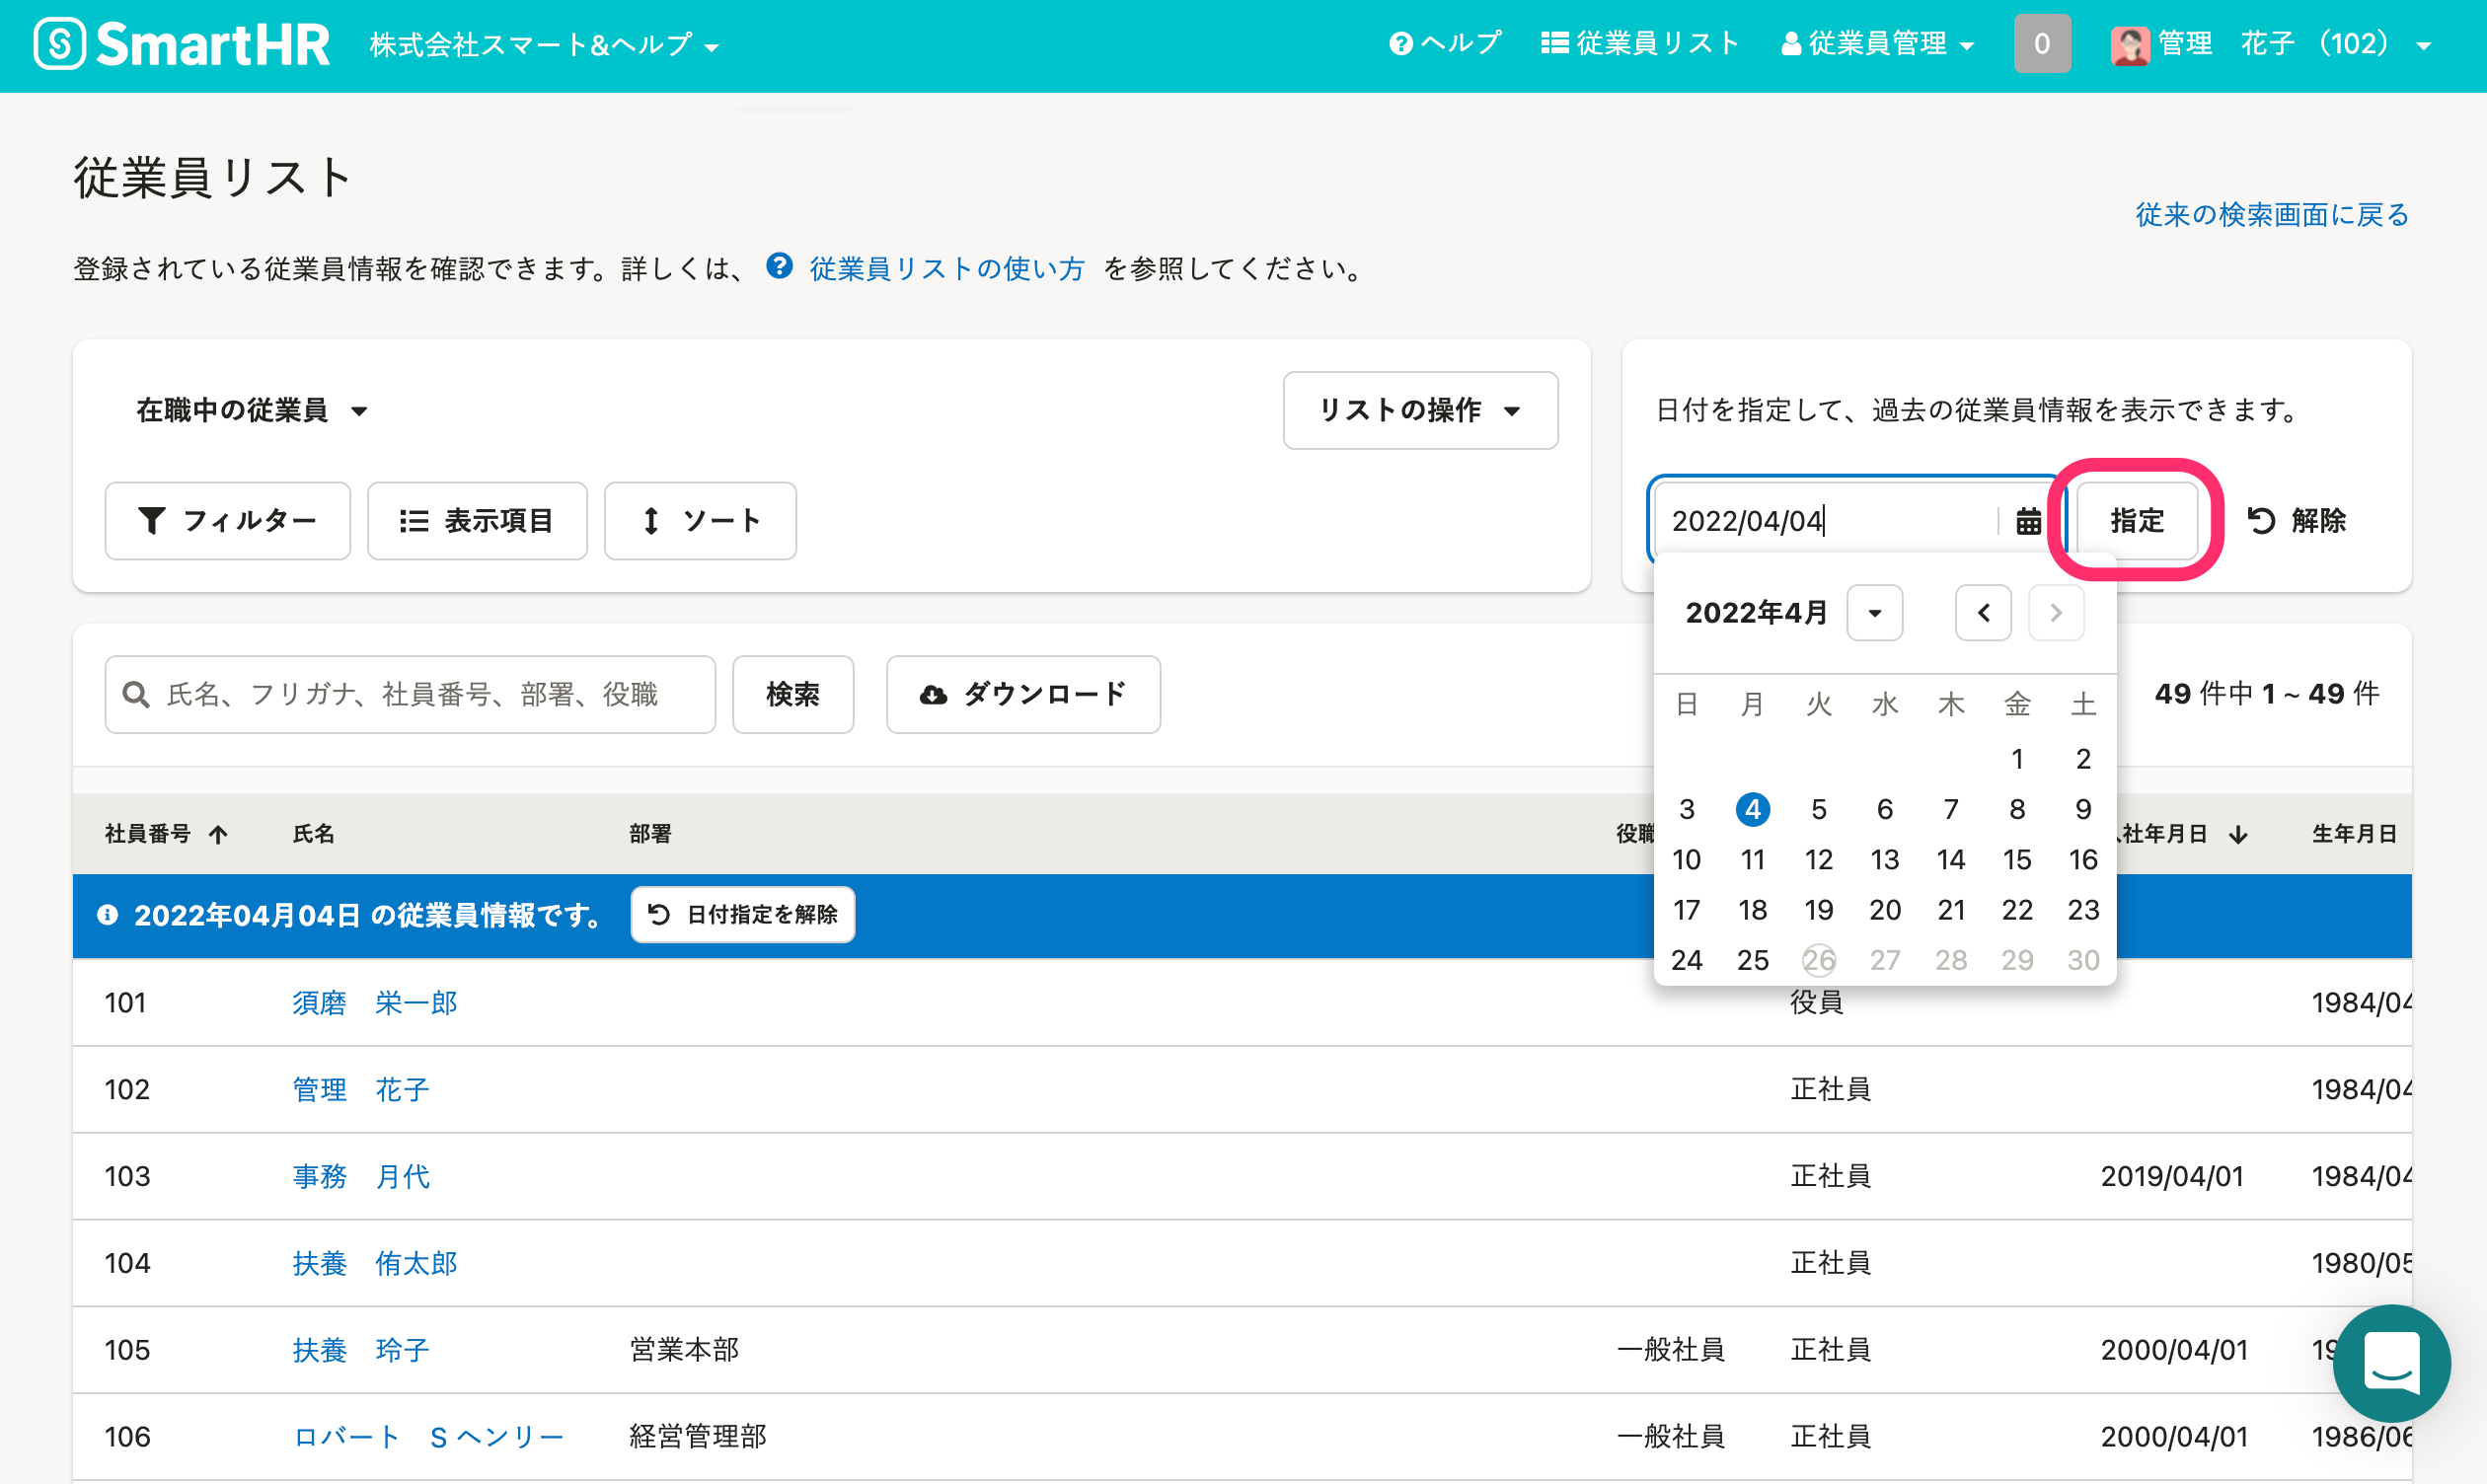 SmartHR 株式会社スマート&ヘルプ ヘルプ 従業員リスト 従業員管理 0 管理 花子 （102）
従業員リスト
従来の検索画面に戻る
登録されている従業員情報を確認できます。詳しくは、 従業員リストの使い方 を参照してください。
在職中の従業員 リストの操作
フィルター 表示項目 ソート
日付を指定して、過去の従業員情報を表示できます。
2022/04/04 指定 解除
2022年4月
日 月 火 水 木 金 土
1 2
3 4 5 6 7 8 9
10 11 12 13 14 15 16
17 18 19 20 21 22 23
24 25 26 27 28 29 30
氏名、フリガナ、社員番号、部署、役職 検索 ダウンロード 49 件中 1 ~ 49 件
社員番号 氏名 部署 役職 社年月日 生年月日
2022年04月04日 の従業員情報です。 日付指定を解除
101 須磨 栄一郎 役員 1984/04
102 管理 花子 正社員 1984/04
103 事務 月代 正社員 2019/04/01 1984/04
104 扶養 侑太郎 正社員 1980/05
105 扶養 玲子 営業本部 一般社員 正社員 2000/04/01 19
106 ロバート S ヘンリー 経営管理部 一般社員 正社員 2000/04/01 1986/06